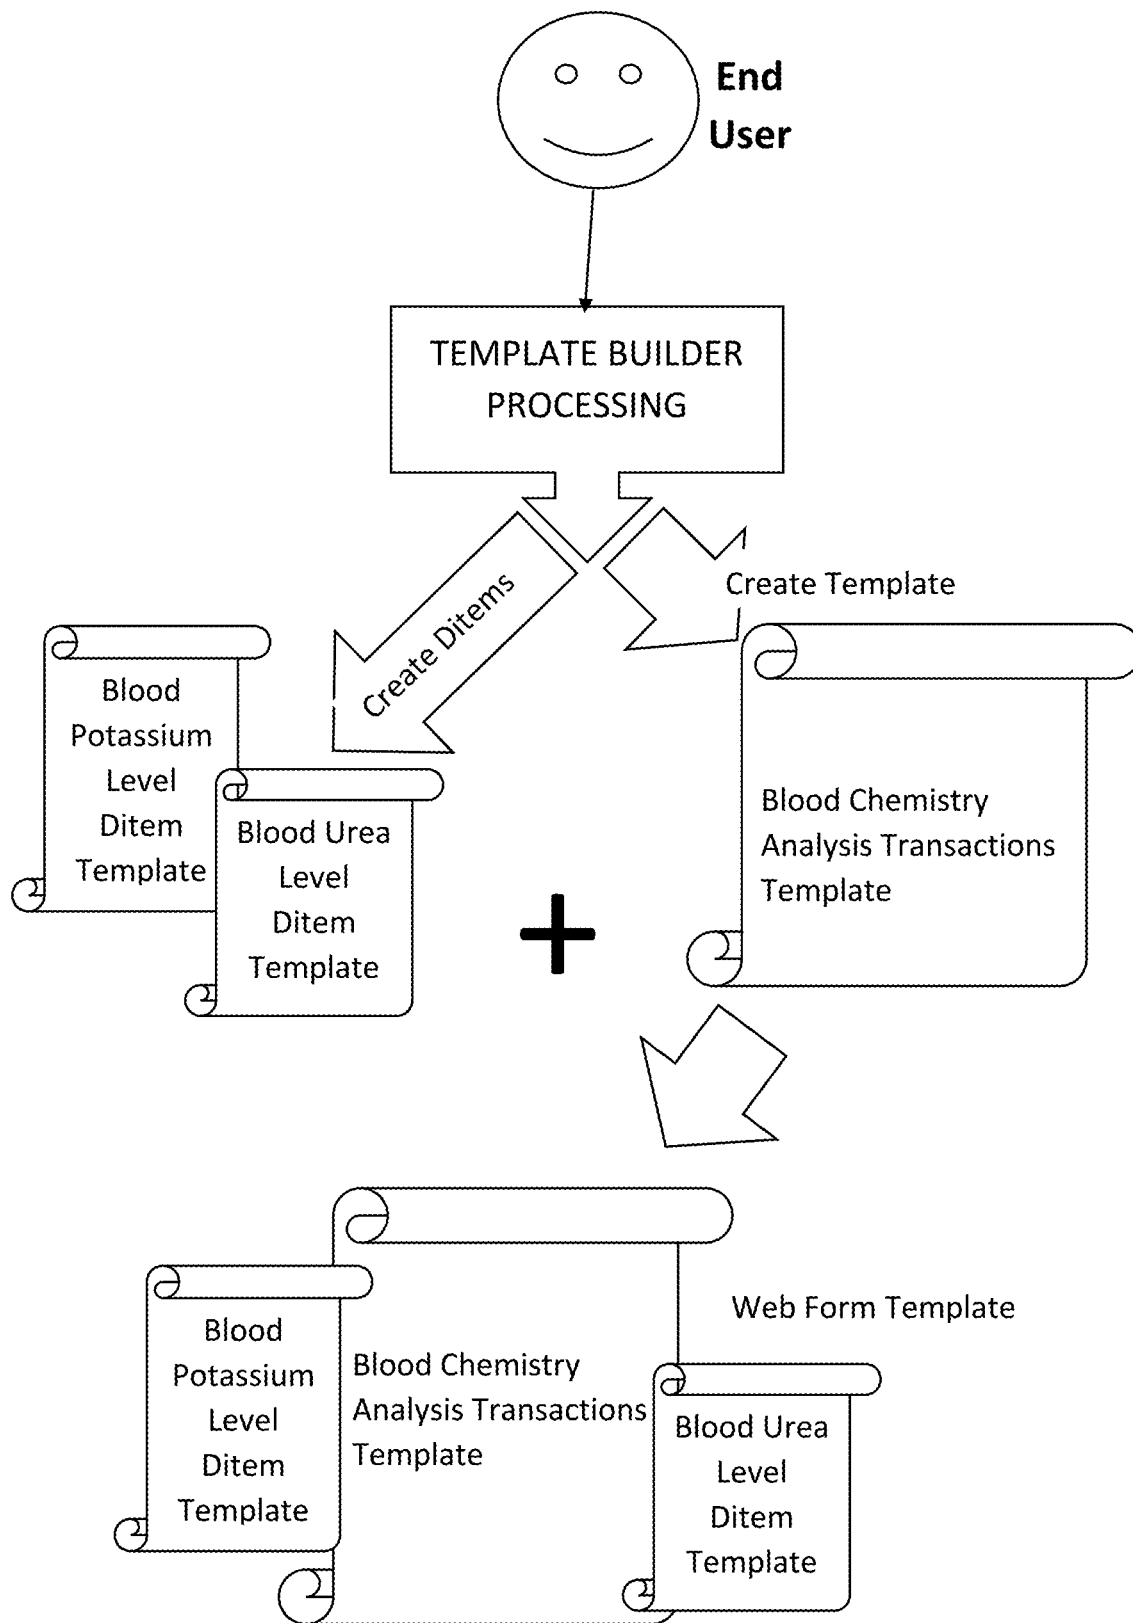 End
User
TEMPLATE BUILDER
PROCESSING
Create Ditems
Create Template
Blood
Potassium
Level
Ditem
Template
Blood Urea
Level
Ditem
Template
+
Blood Chemistry
Analysis Transactions
Template
Web Form Template
Blood
Potassium
Level
Ditem
Template
Blood Chemistry
Analysis Transactions
Template
Blood Urea
Level
Ditem
Template